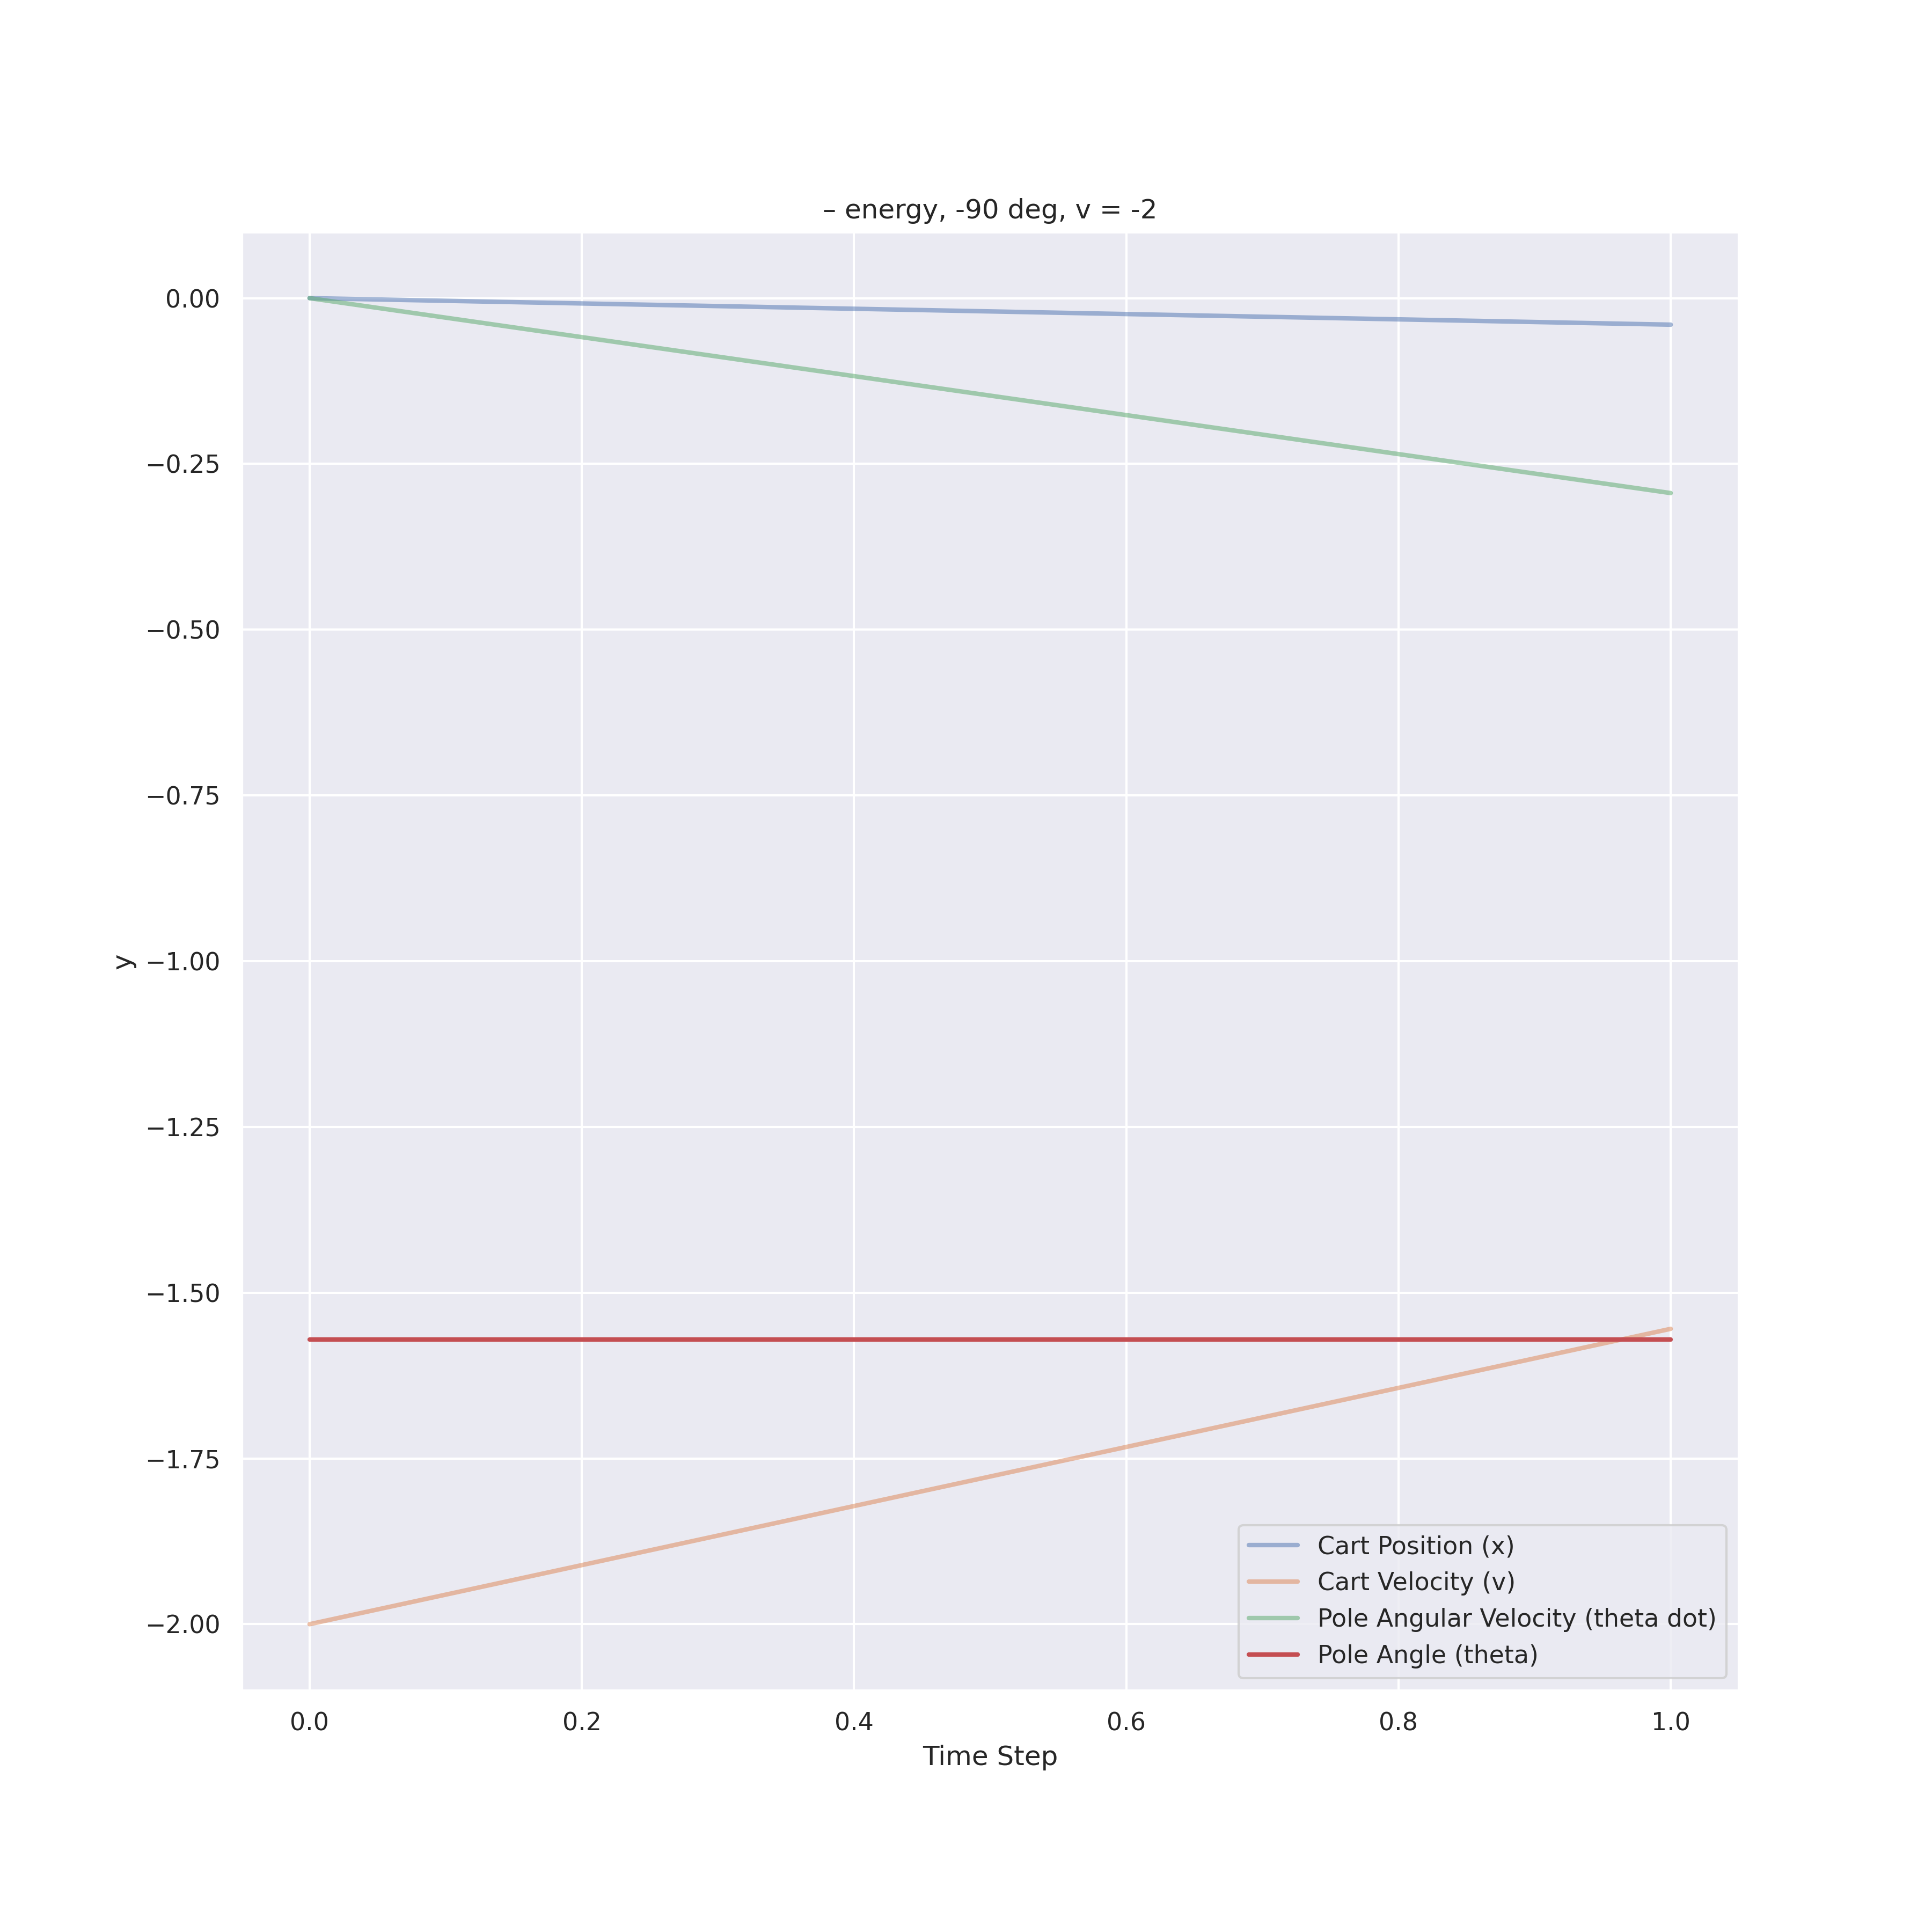 – energy, -90 deg, v = -2
0.00
−0.25
−0.50
−0.75
y
−1.00
−1.25
−1.50
−1.75
−2.00
Cart Position (x)
Cart Velocity (v)
Pole Angular Velocity (theta dot)
Pole Angle (theta)
0.0 0.2 0.4 0.6 0.8 1.0
Time Step